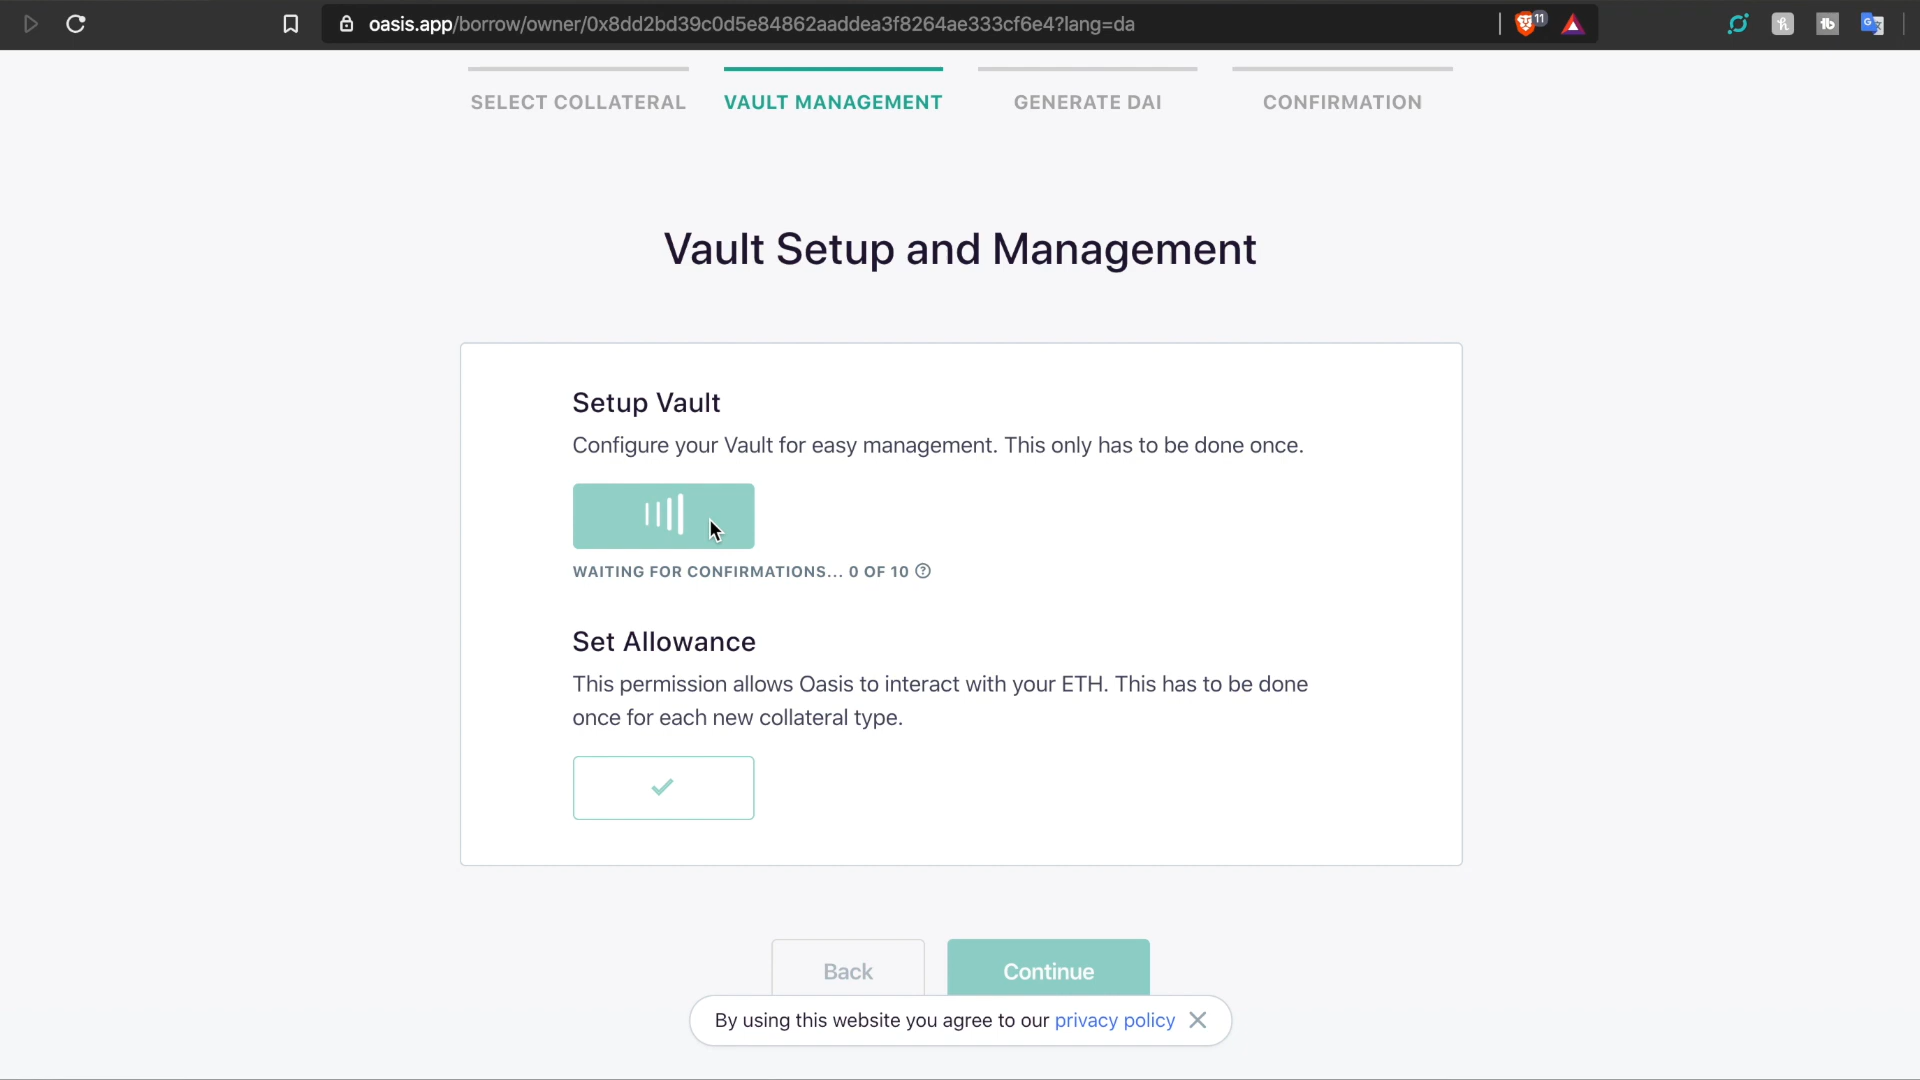 oasis.app/borrow/owner/0x8dd2bd39c0d5e84862aaddea3f8264ae333cf6e4?lang=da
11
SELECT COLLATERAL
VAULT MANAGEMENT
GENERATE DAI
CONFIRMATION
Vault Setup and Management
Setup Vault
Configure your Vault for easy management. This only has to be done once.
WAITING FOR CONFIRMATIONS... 0 OF 10 ?
Set Allowance
This permission allows Oasis to interact with your ETH. This has to be done
once for each new collateral type.
Back
Continue
By using this website you agree to our privacy policy